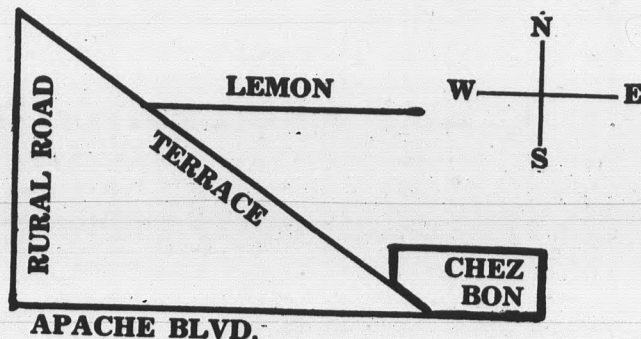 N
LEMON
W E
RURAL ROAD
TERRACE
S
CHEZ
BON
APACHE BLVD.